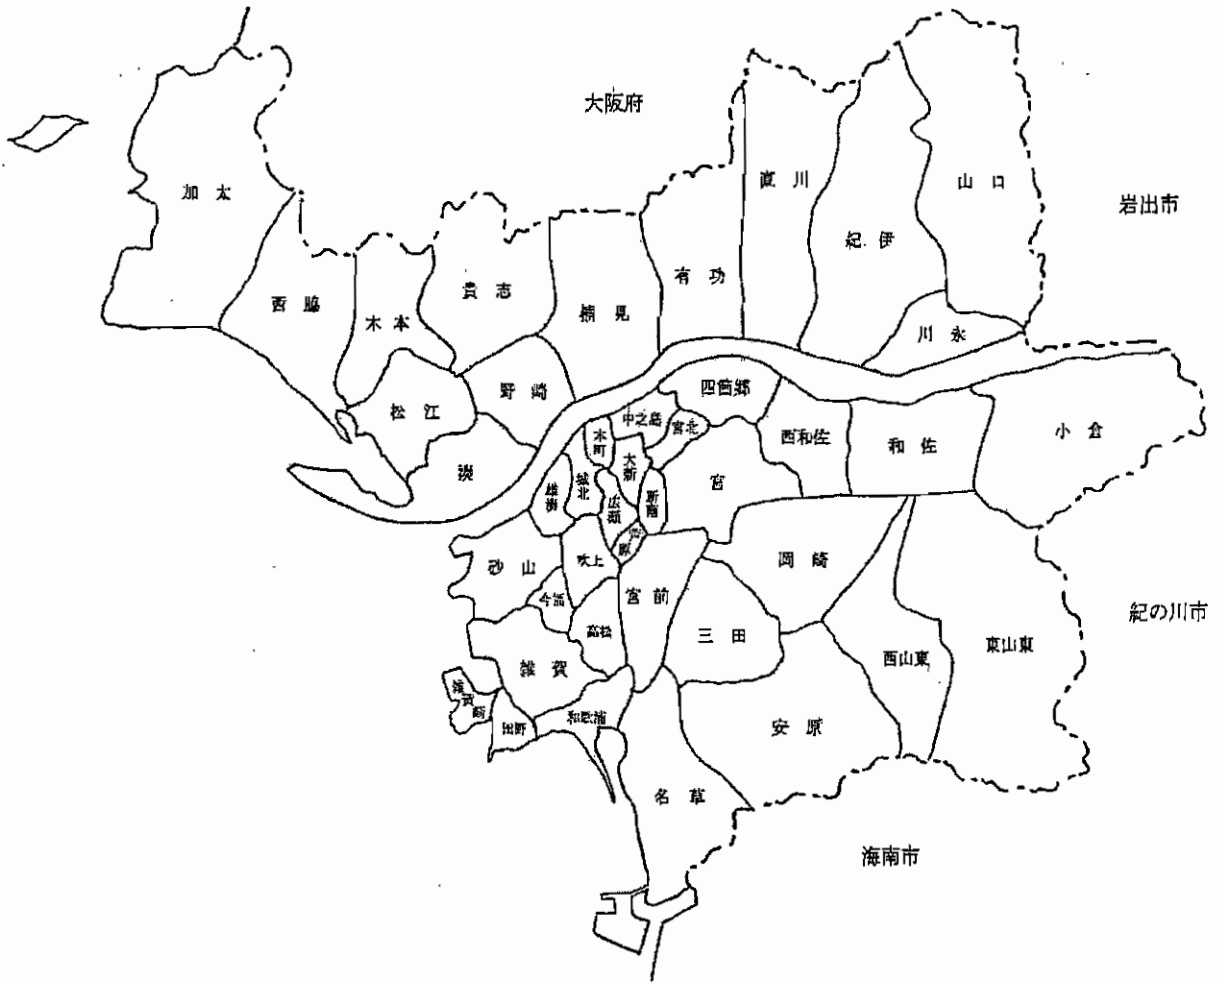 大阪府
加太
直川
山口
岩出市
紀伊
有功
貴志
西脇
楠見
木本
川永
野崎
四箇郷
松江
中之島
宮北
小倉
本町
西和佐
和佐
大新
湊
宮
城北
雄湊
広瀬
新南
芦原
吹上
岡崎
砂山
今福
宮前
紀の川市
高松
三田
東山東
西山東
雑賀
雑賀崎
和歌浦
田野
安原
名草
海南市